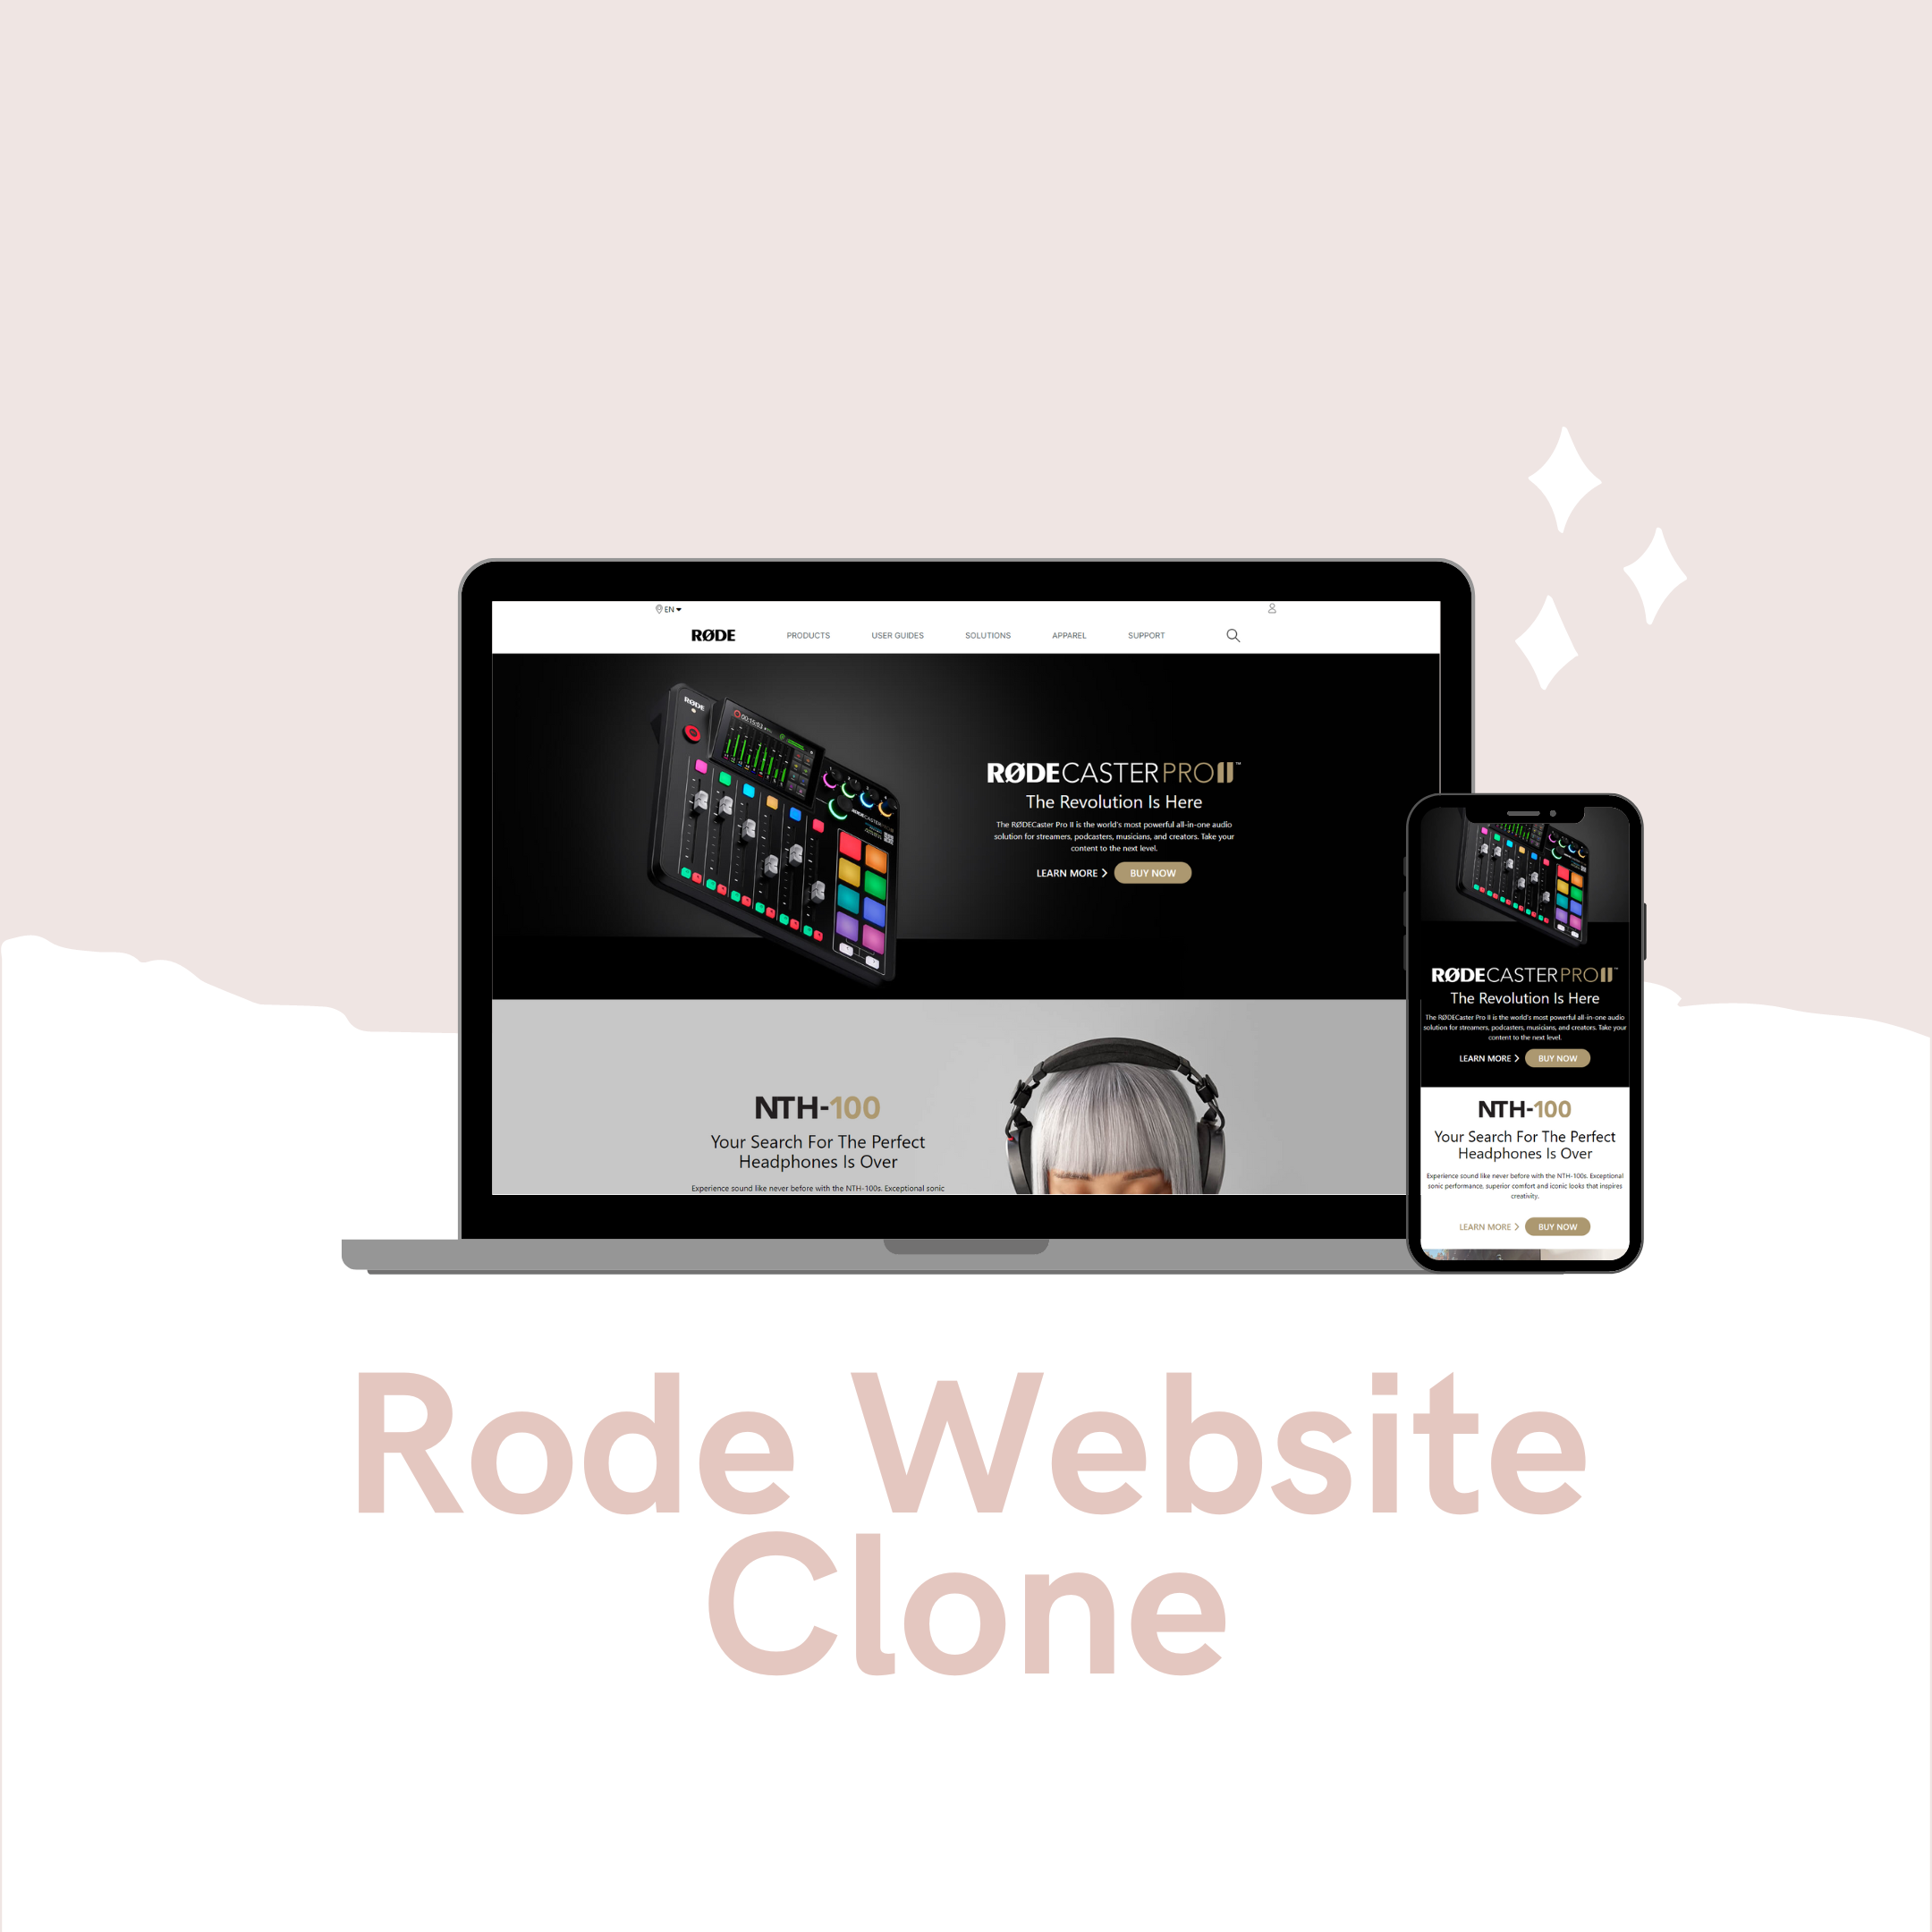 EN
RØDE
PRODUCTS
USER GUIDES
SOLUTIONS
APPAREL
SUPPORT
RØDE
00:15:03
RØDECASTERPROII™
The Revolution Is Here
The RØDECaster Pro II is the world's most powerful all-in-one audio
solution for streamers, podcasters, musicians, and creators. Take your
content to the next level.
LEARN MORE
BUY NOW
NTH-100
Your Search For The Perfect
Headphones Is Over
Experience sound like never before with the NTH-100s. Exceptional sonic
RØDECASTERPROII™
The Revolution Is Here
The RØDECaster Pro II is the world's most powerful all-in-one audio
solution for streamers, podcasters, musicians, and creators. Take your
content to the next level.
LEARN MORE
BUY NOW
NTH-100
Your Search For The Perfect
Headphones Is Over
Experience sound like never before with the NTH-100s. Exceptional
sonic performance, superior comfort and iconic looks that inspires
creativity.
LEARN MORE
BUY NOW
Rode Website
Clone